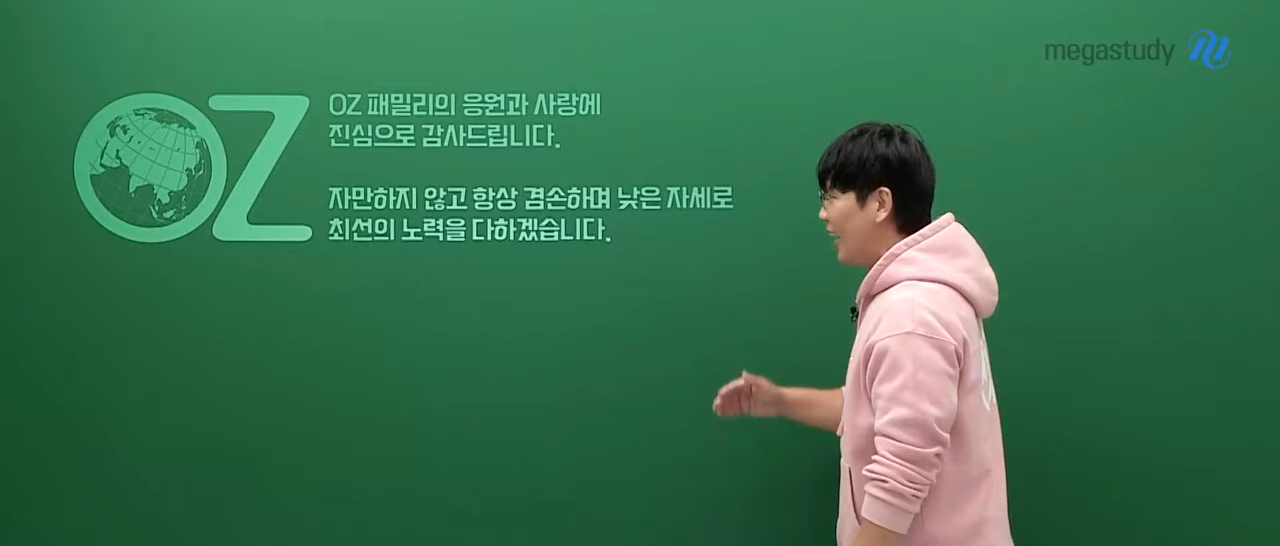 megastudy
OZ
OZ 패밀리의 응원과 사랑에
진심으로 감사드립니다.
자만하지 않고 항상 겸손하며 낮은 자세로
최선의 노력을 다하겠습니다.